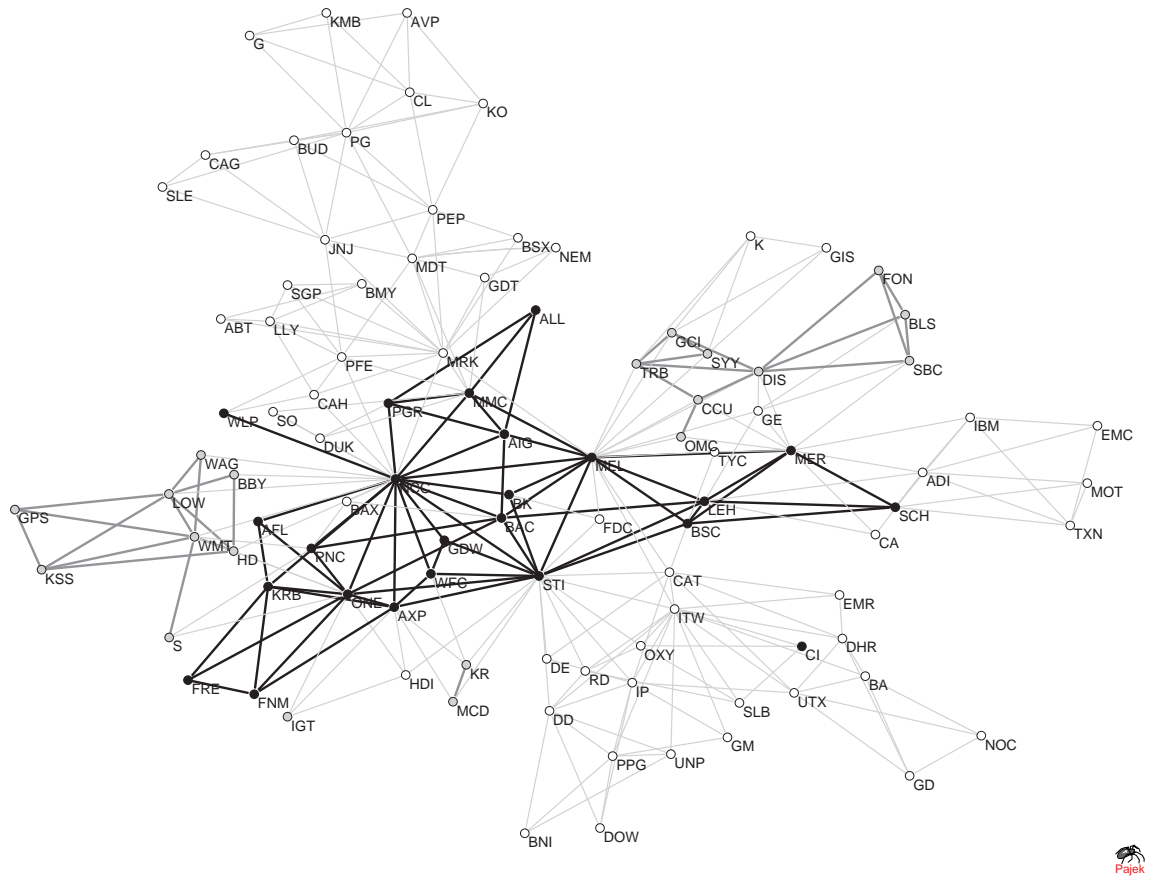 KMB
AVP
G
CL
KO
PG
BUD
CAG
SLE
PEP
JNJ
BSX
NEM
MDT
GDT
K
GIS
FON
SGP
BMY
ALL
ABT
LLY
BLS
GCI
SYY
MRK
PFE
TRB
DIS
SBC
CAH
PGR
MMC
CCU
GE
WLP
SO
DUK
AIG
OMC
IBM
EMC
WAG
BBY
MEL
TYC
MER
ADI
MOT
LOW
BK
BAX
GPS
AFL
BAC
FDC
LEH
SCH
BSC
TXN
WMT
HD
PNC
GDW
CA
KSS
WFC
STI
CAT
KRB
ONE
AXP
EMR
ITW
S
OXY
CI
DHR
DE
KR
RD
HDI
FRE
FNM
IP
BA
UTX
MCD
SLB
IGT
DD
GM
NOC
PPG
UNP
GD
BNI
DOW
Pajek